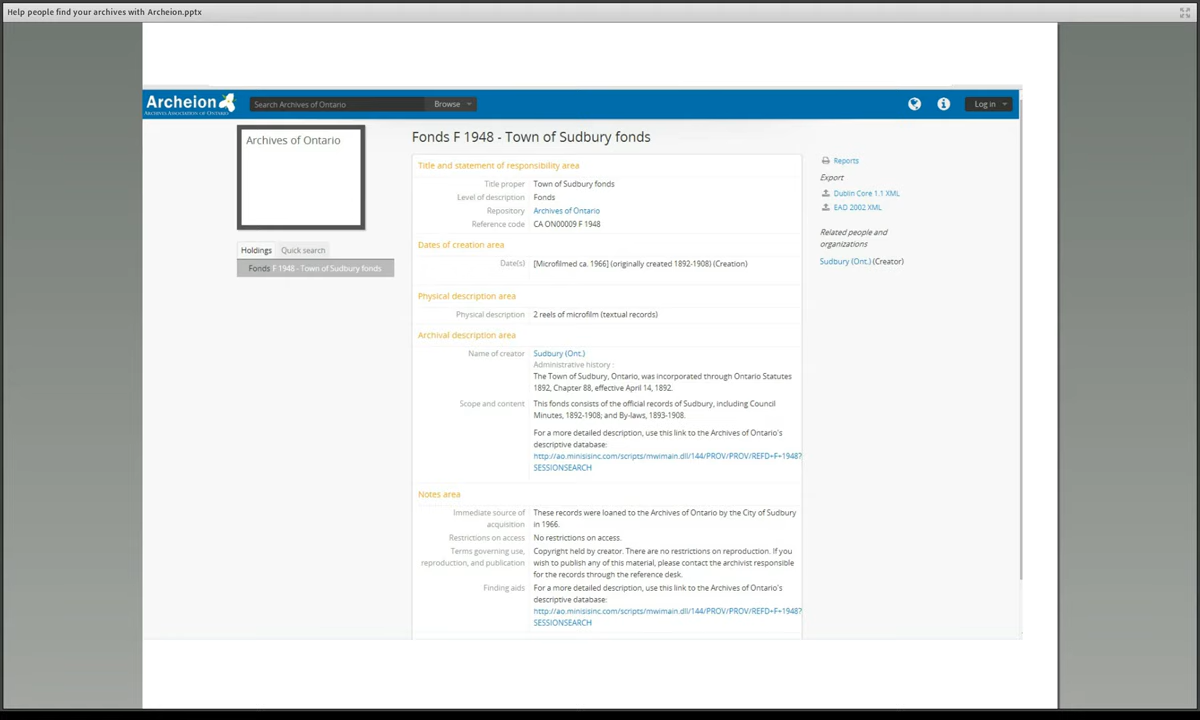 Help people find your archives with Archeion.pptx
Archeion
ARCHIVES ASSOCIATION OF ONTARIO
Search Archives of Ontario
Browse
Log in
Archives of Ontario
Holdings
Quick search
Fonds F 1948 - Town of Sudbury fonds
Fonds F 1948 - Town of Sudbury fonds
Title and statement of responsibility area
Title proper Town of Sudbury fonds
Level of description Fonds
Repository Archives of Ontario
Reference code CA ON00009 F 1948
Dates of creation area
Date(s) [Microfilmed ca. 1966] (originally created 1892-1908) (Creation)
Physical description area
Physical description 2 reels of microfilm (textual records)
Archival description area
Name of creator Sudbury (Ont.)
Administrative history :
The Town of Sudbury, Ontario, was incorporated through Ontario Statutes
1892, Chapter 88, effective April 14, 1892.
Scope and content This fonds consists of the official records of Sudbury, including Council
Minutes, 1892-1908; and By-laws, 1893-1908.
For a more detailed description, use this link to the Archives of Ontario's
descriptive database:
http://ao.minisisinc.com/scripts/mwimain.dll/144/PROV/PROV/REFD+F+1948?
SESSIONSEARCH
Notes area
Immediate source of These records were loaned to the Archives of Ontario by the City of Sudbury
acquisition in 1966.
Restrictions on access No restrictions on access.
Terms governing use, Copyright held by creator. There are no restrictions on reproduction. If you
reproduction, and publication wish to publish any of this material, please contact the archivist responsible
for the records through the reference desk.
Finding aids For a more detailed description, use this link to the Archives of Ontario's
descriptive database:
http://ao.minisisinc.com/scripts/mwimain.dll/144/PROV/PROV/REFD+F+1948?
SESSIONSEARCH
Reports
Export
Dublin Core 1.1 XML
EAD 2002 XML
Related people and
organizations
Sudbury (Ont.) (Creator)